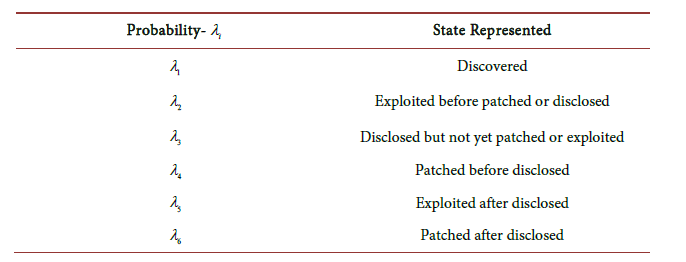 Probability- λi State Represented
λ1 Discovered
λ2 Exploited before patched or disclosed
λ3 Disclosed but not yet patched or exploited
λ4 Patched before disclosed
λ5 Exploited after disclosed
λ6 Patched after disclosed